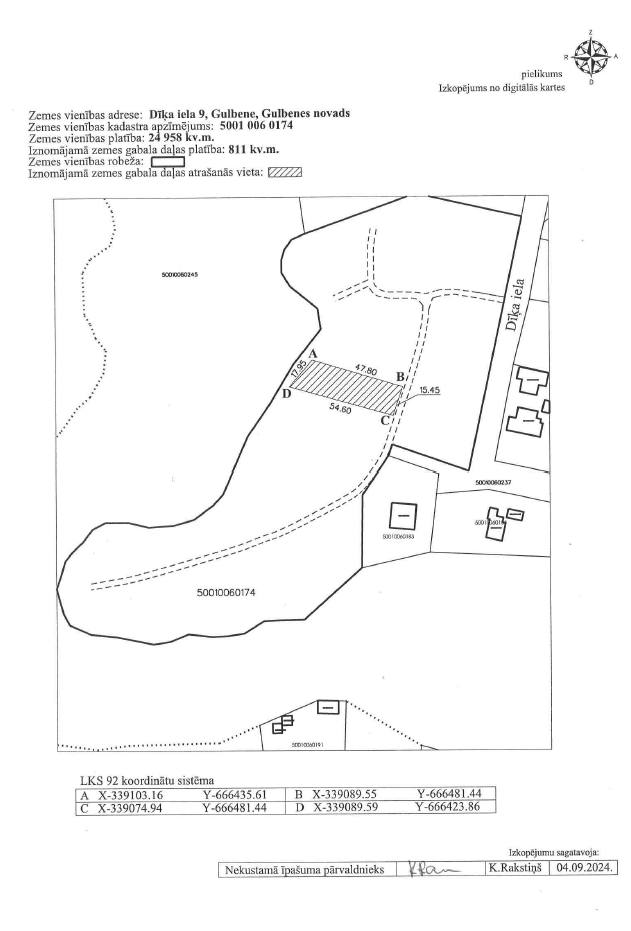 Z
R
A
D
pielikums
Izkopējums no digitālās kartes
Zemes vienības adrese: Dīķa iela 9, Gulbene, Gulbenes novads
Zemes vienības kadastra apzīmējums: 5001 006 0174
Zemes vienības platība: 24 958 kv.m.
Iznomājamā zemes gabala daļas platība: 811 kv.m.
Zemes vienības robeža:
Iznomājamā zemes gabala daļas atrašanās vieta:
50010060245
Dīķa iela
A
47.80
17.95
B
15.45
D
54.60
C
50010060237
50010060183
50010060174
50010060191
LKS 92 koordinātu sistēma
A X-339103.16 Y-666435.61 B X-339089.55 Y-666481.44
C X-339074.94 Y-666481.44 D X-339089.59 Y-666423.86
Izkopējumu sagatavoja:
Nekustamā īpašuma pārvaldnieks K.Rakstiņš 04.09.2024.